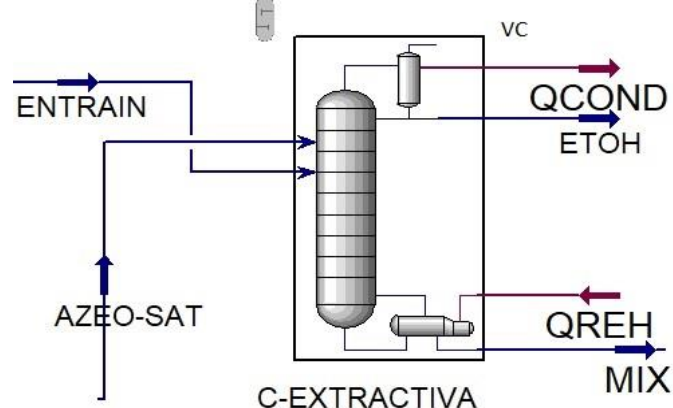 VC
ENTRAIN
QCOND
ETOH
AZEO-SAT
QREH
MIX
C-EXTRACTIVA